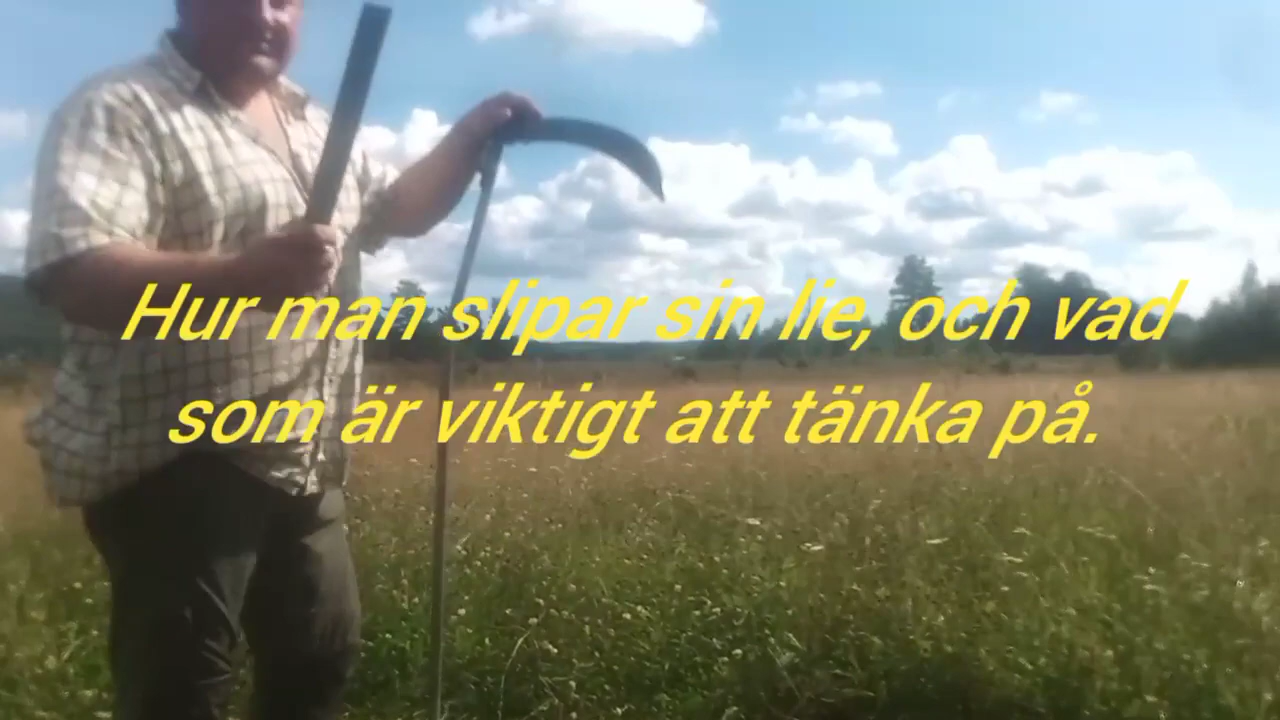 Hur man slipar sin lie, och vad
som är viktigt att tänka på.